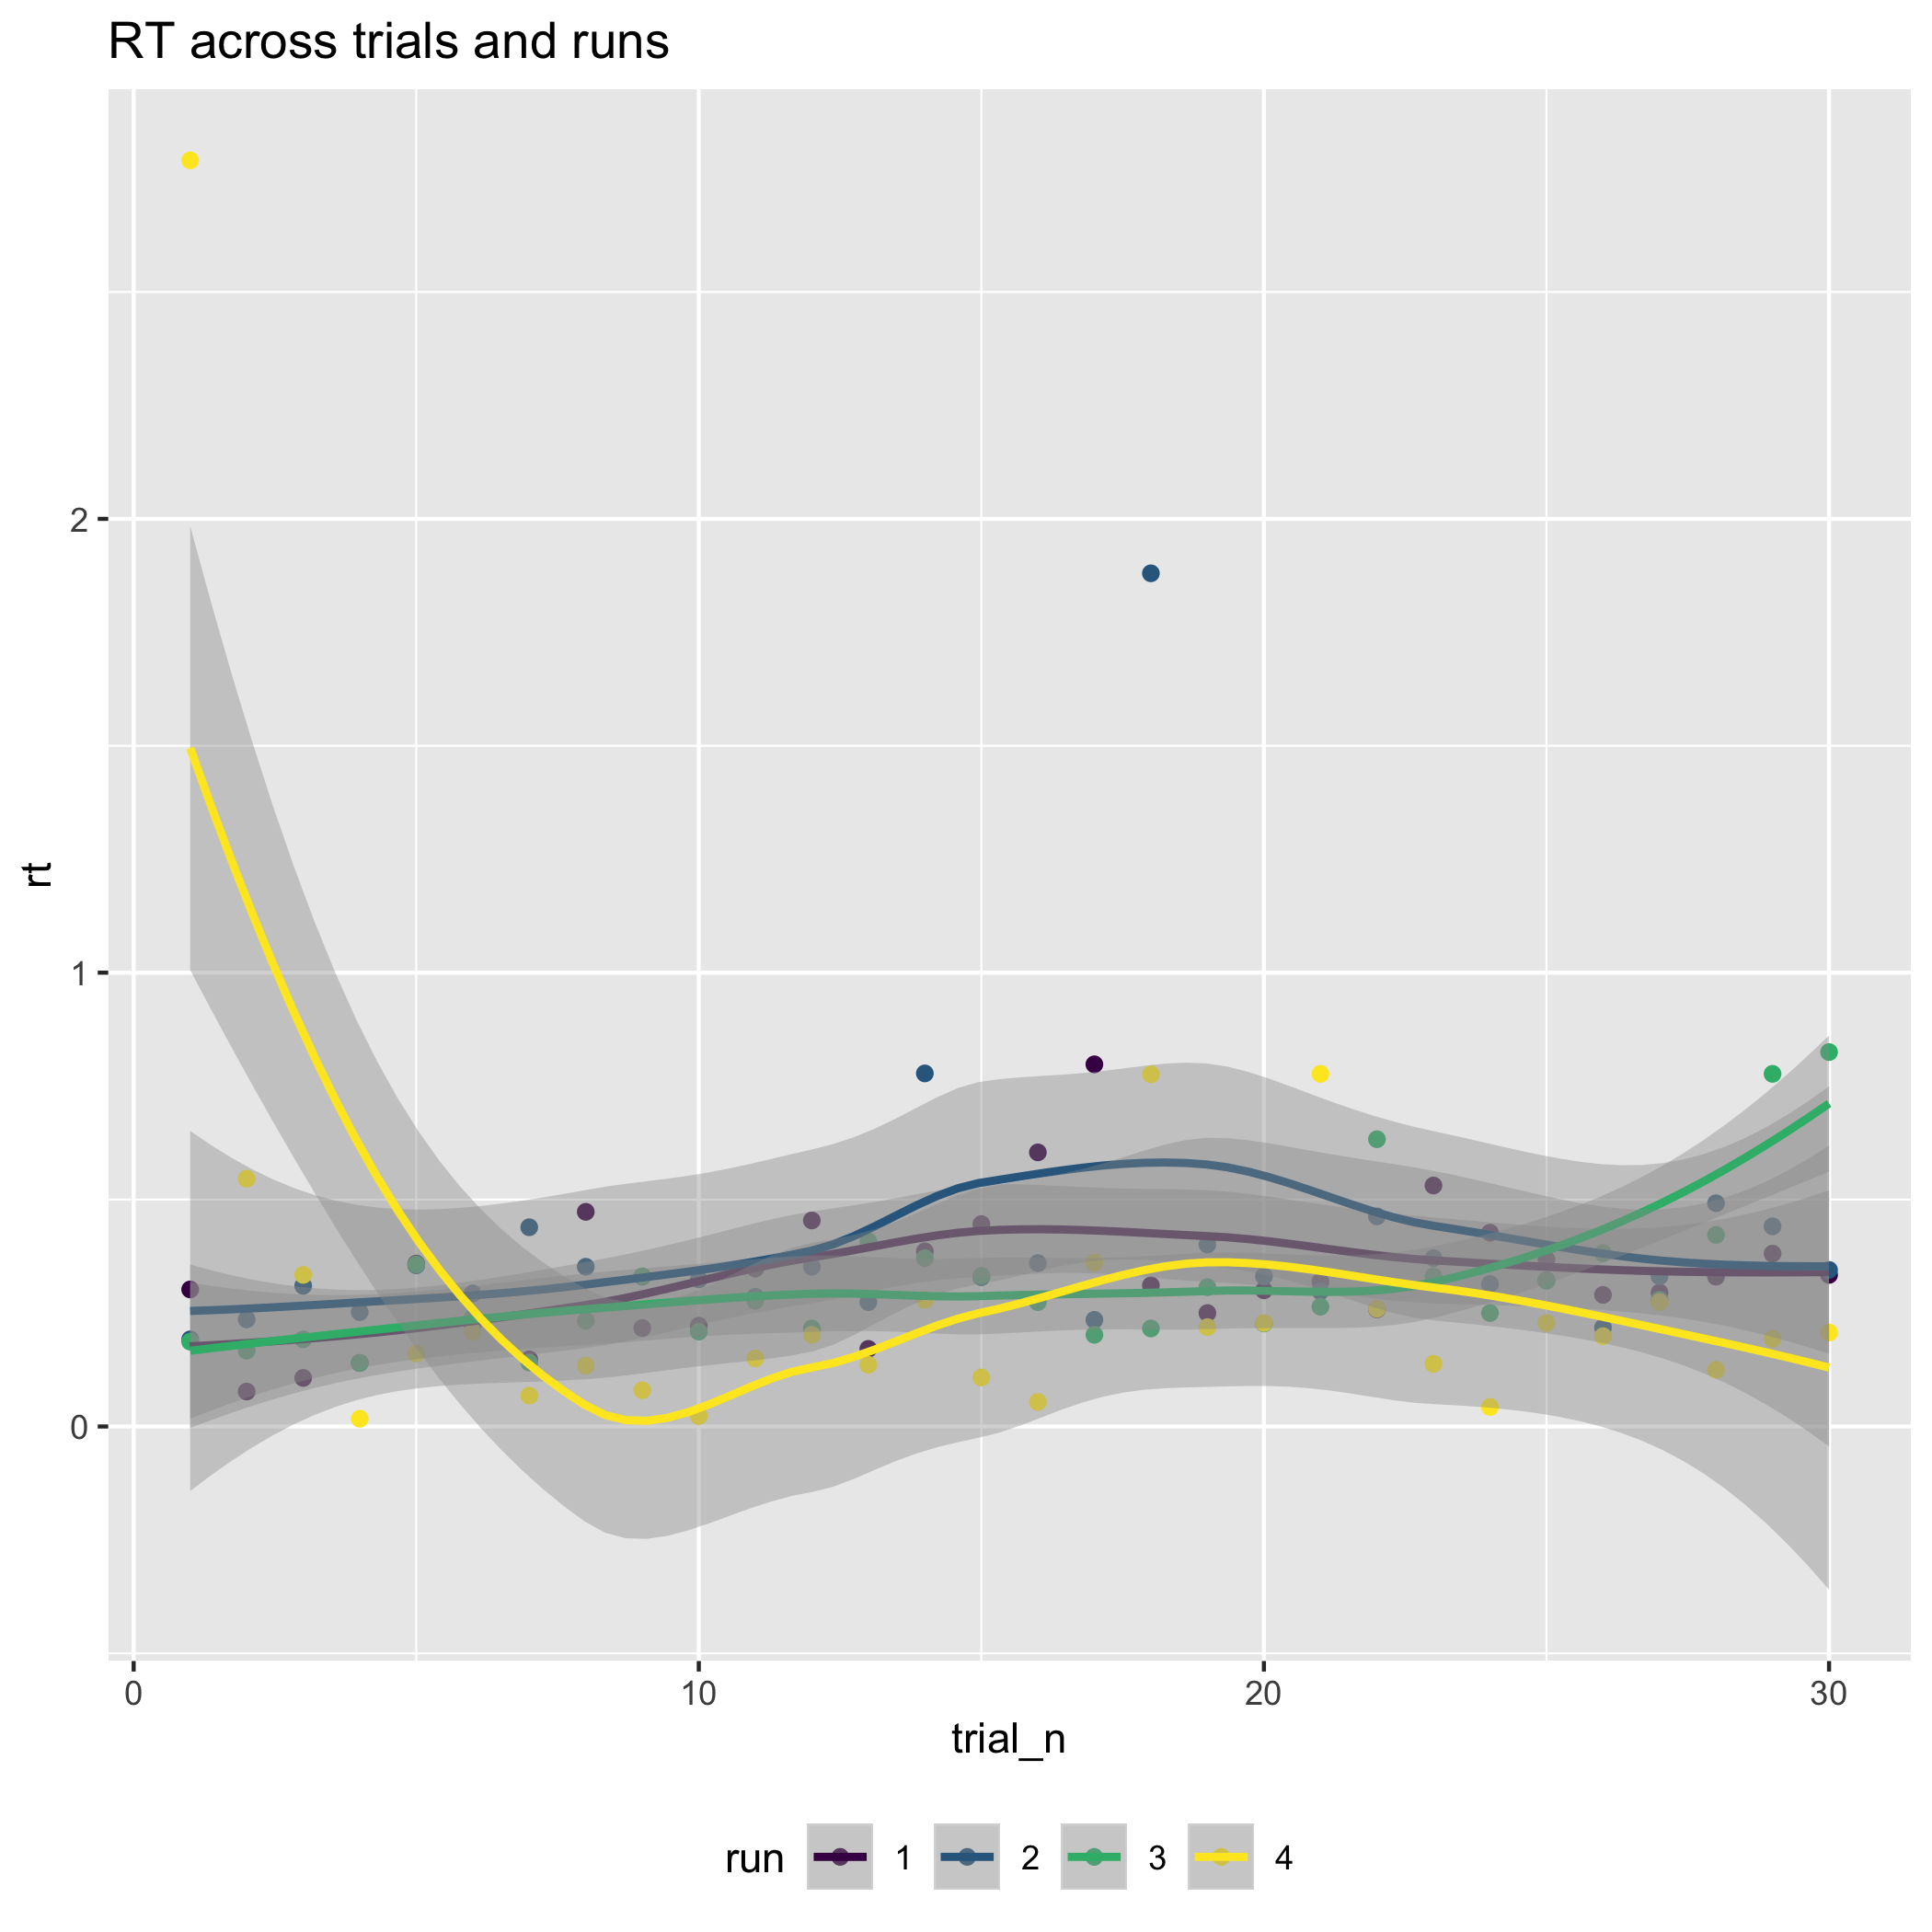 RT across trials and runs
2
1
0
rt
0 10 20 30
trial_n
run 1 2 3 4